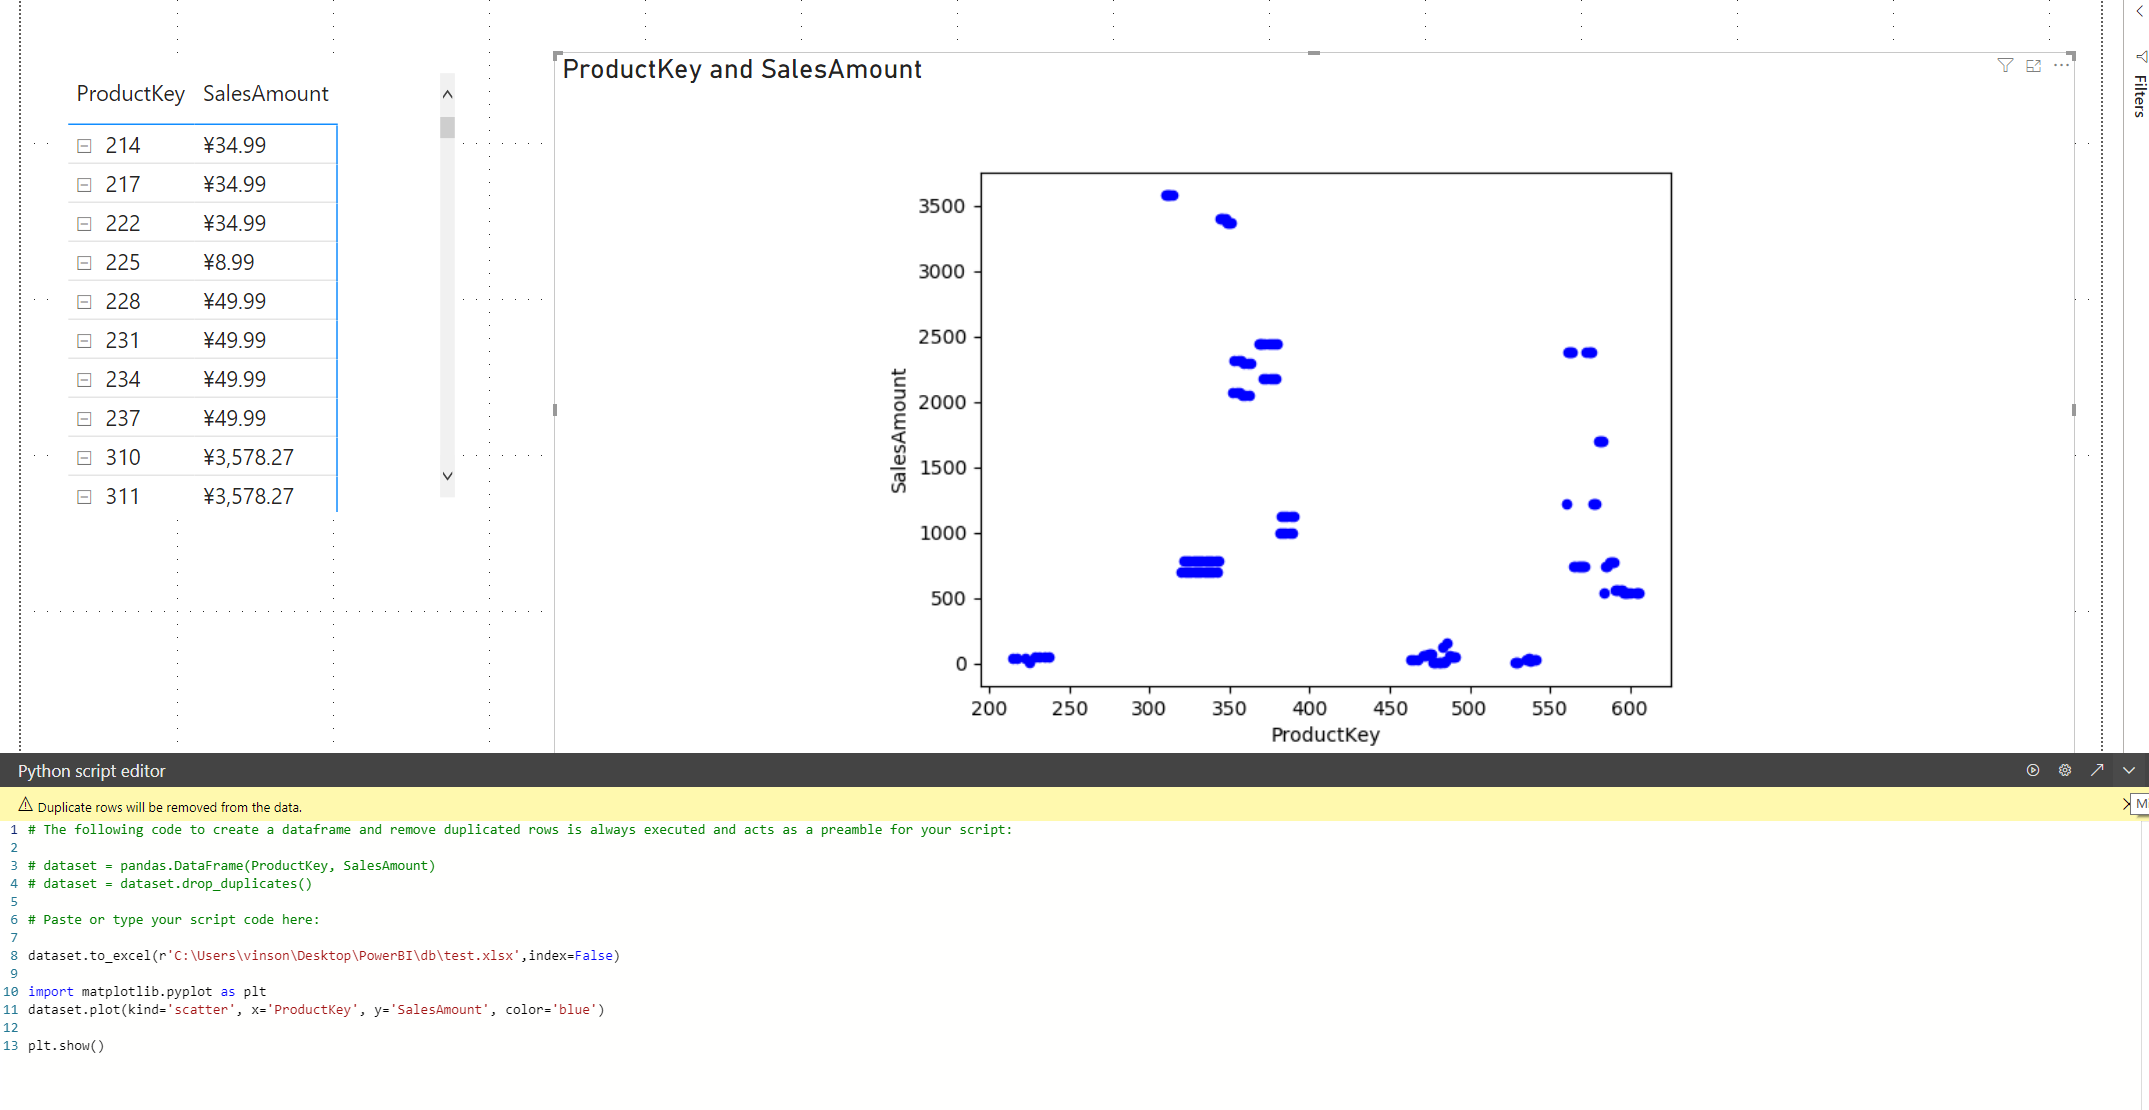 ProductKey SalesAmount
214 ¥34.99
217 ¥34.99
222 ¥34.99
225 ¥8.99
228 ¥49.99
231 ¥49.99
234 ¥49.99
237 ¥49.99
310 ¥3,578.27
311 ¥3,578.27
ProductKey and SalesAmount
3500
3000
2500
2000
1500
1000
500
0
SalesAmount
200 250 300 350 400 450 500 550 600
ProductKey
Filters
Python script editor
Duplicate rows will be removed from the data.
M
1 # The following code to create a dataframe and remove duplicated rows is always executed and acts as a preamble for your script:
2
3 # dataset = pandas.DataFrame(ProductKey, SalesAmount)
4 # dataset = dataset.drop_duplicates()
5
6 # Paste or type your script code here:
7
8 dataset.to_excel(r'C:\Users\vinson\Desktop\PowerBI\db\test.xlsx',index=False)
9
10 import matplotlib.pyplot as plt
11 dataset.plot(kind='scatter', x='ProductKey', y='SalesAmount', color='blue')
12
13 plt.show()